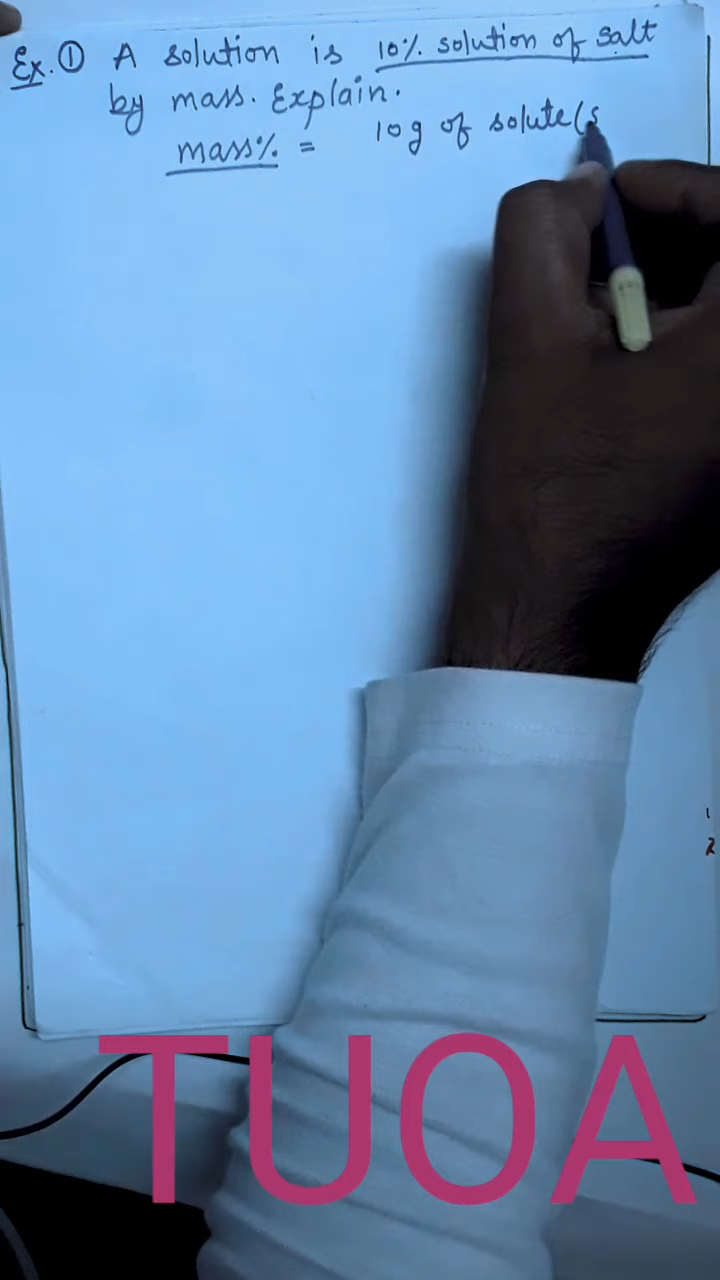 Ex. ① A solution is 10% solution of salt
by mass. Explain.
mass% = 10g of solute(s
TUOA